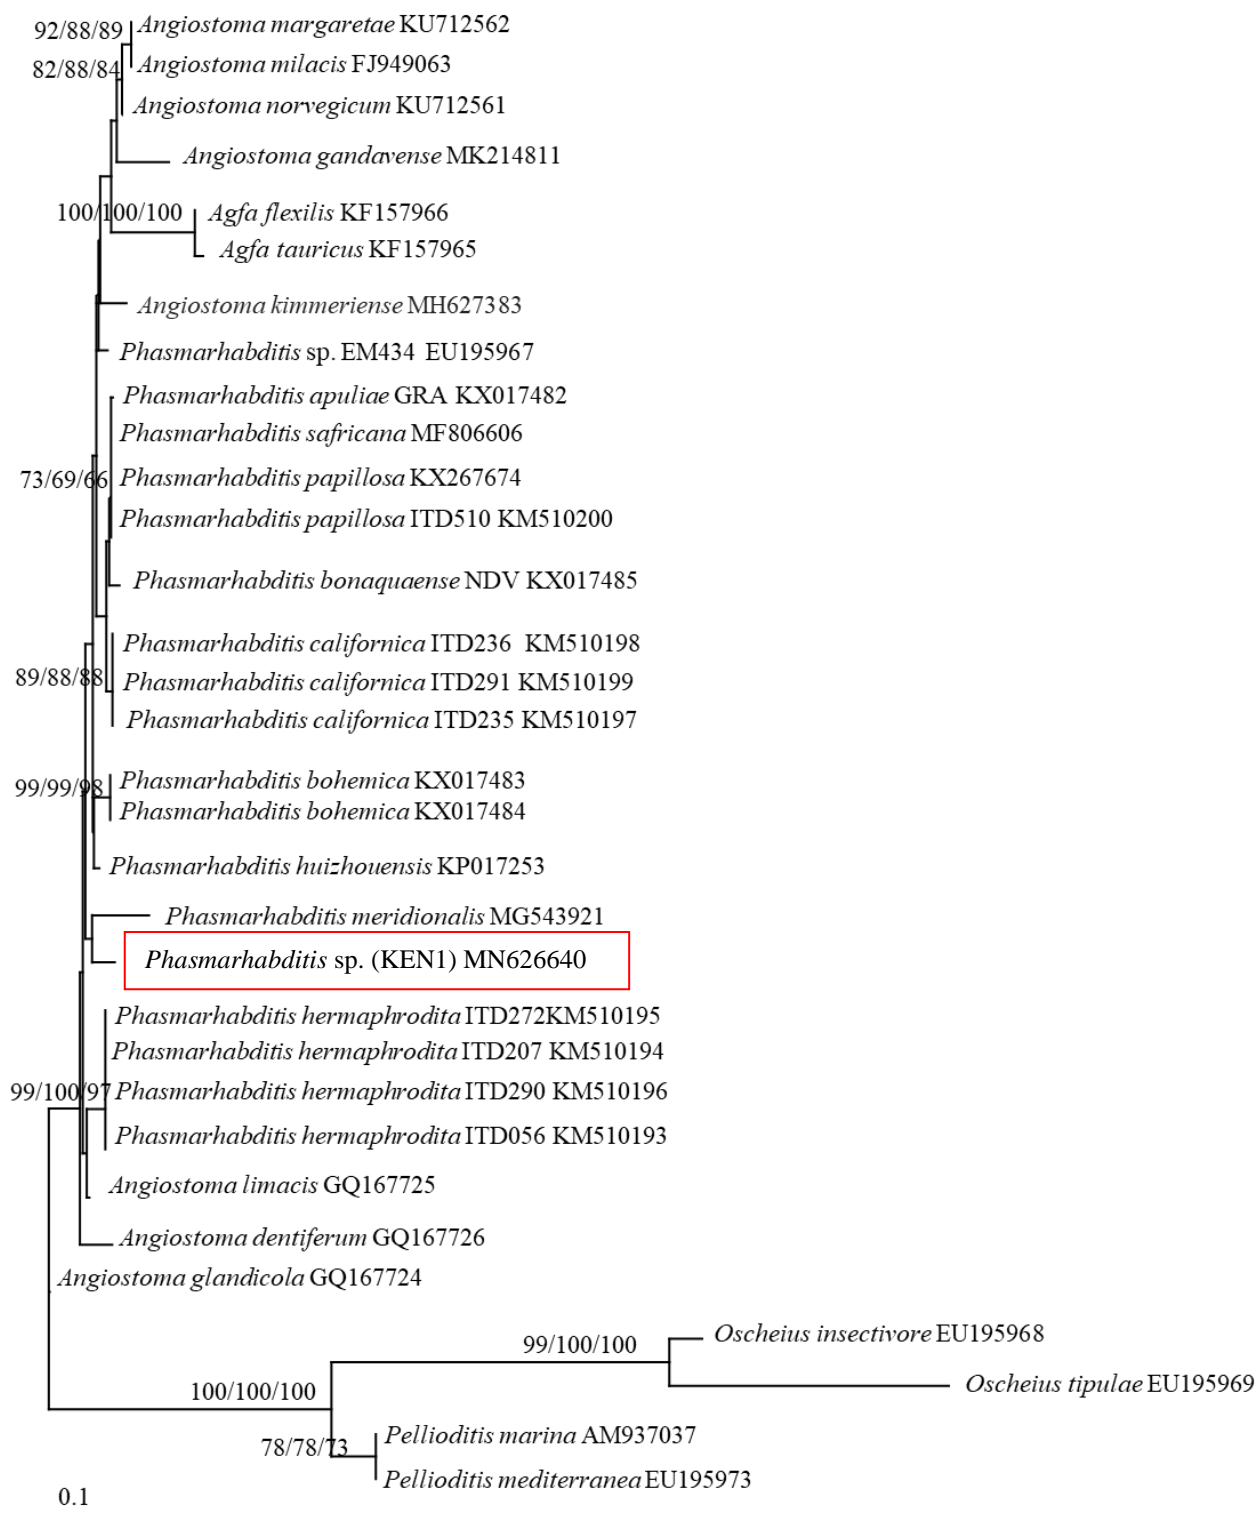 92/88/89
Angiostoma margaretae KU712562
82/88/84
Angiostoma milacis FJ949063
Angiostoma norvegicum KU712561
Angiostoma gandavense MK214811
100/100/100
Agfa flexilis KF157966
Agfa tauricus KF157965
Angiostoma kimmeriense MH627383
Phasmarhabditis sp. EM434 EU195967
Phasmarhabditis apuliae GRA KX017482
Phasmarhabditis safricana MF806606
73/69/66
Phasmarhabditis papillosa KX267674
Phasmarhabditis papillosa ITD510 KM510200
Phasmarhabditis bonaquaense NDV KX017485
Phasmarhabditis californica ITD236 KM510198
89/88/88
Phasmarhabditis californica ITD291 KM510199
Phasmarhabditis californica ITD235 KM510197
99/99/98
Phasmarhabditis bohemica KX017483
Phasmarhabditis bohemica KX017484
Phasmarhabditis huizhouensis KP017253
Phasmarhabditis meridionalis MG543921
Phasmarhabditis sp. (KEN1) MN626640
Phasmarhabditis hermaphrodita ITD272KM510195
Phasmarhabditis hermaphrodita ITD207 KM510194
99/100/97
Phasmarhabditis hermaphrodita ITD290 KM510196
Phasmarhabditis hermaphrodita ITD056 KM510193
Angiostoma limacis GQ167725
Angiostoma dentiferum GQ167726
Angiostoma glandicola GQ167724
99/100/100
Oscheius insectivore EU195968
100/100/100
Oscheius tipulae EU195969
78/78/73
Pellioditis marina AM937037
Pellioditis mediterranea EU195973
0.1